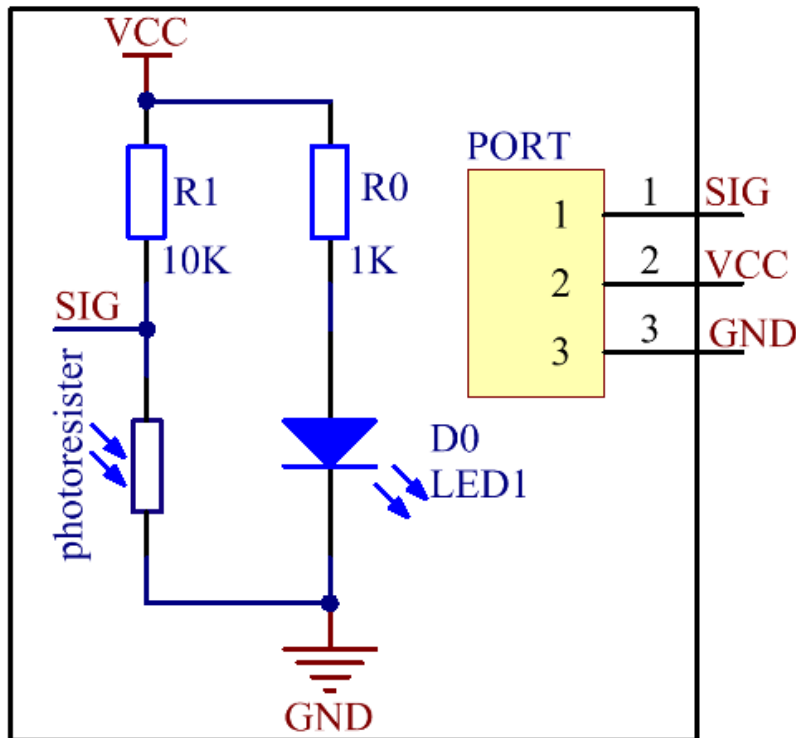 VCC
R1
10K
R0
1K
SIG
photoresister
D0
LED1
GND
PORT
1 1 SIG
2 2 VCC
3 3 GND